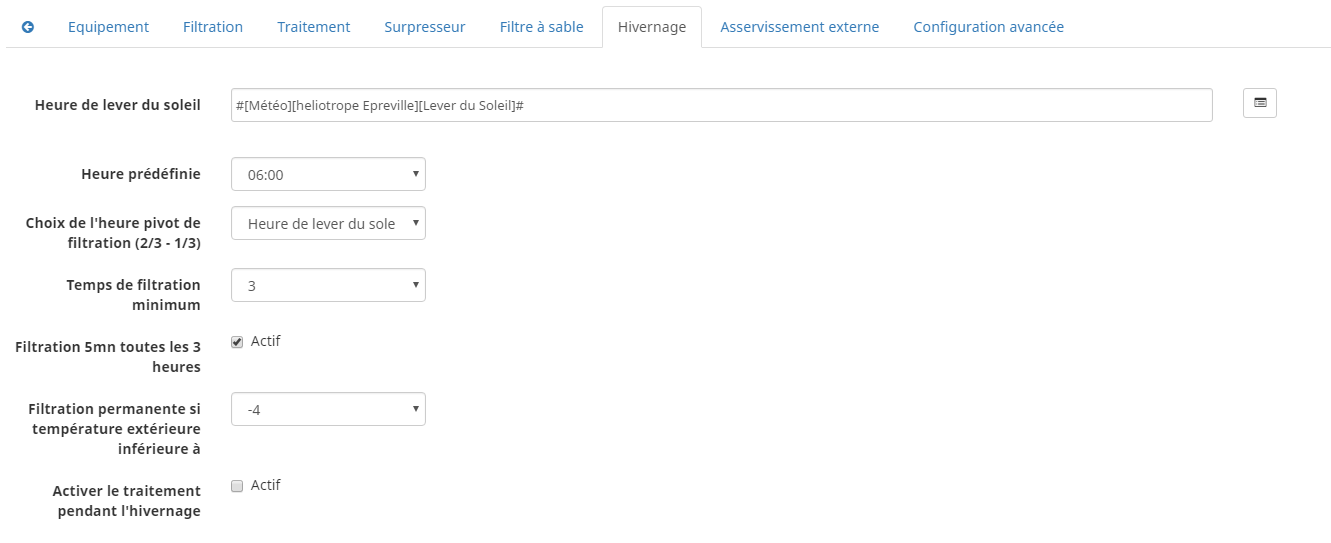 Equipement Filtration Traitement Surpresseur Filtre à sable Hivernage Asservissement externe Configuration avancée
Heure de lever du soleil #[Météo][heliotrope Epreville][Lever du Soleil]#
Heure prédéfinie 06:00
Choix de l'heure pivot de
filtration (2/3 - 1/3)
Heure de lever du sole
Temps de filtration
minimum
3
Filtration 5mn toutes les 3
heures
Actif
Filtration permanente si
température extérieure
inférieure à
-4
Activer le traitement
pendant l'hivernage
Actif